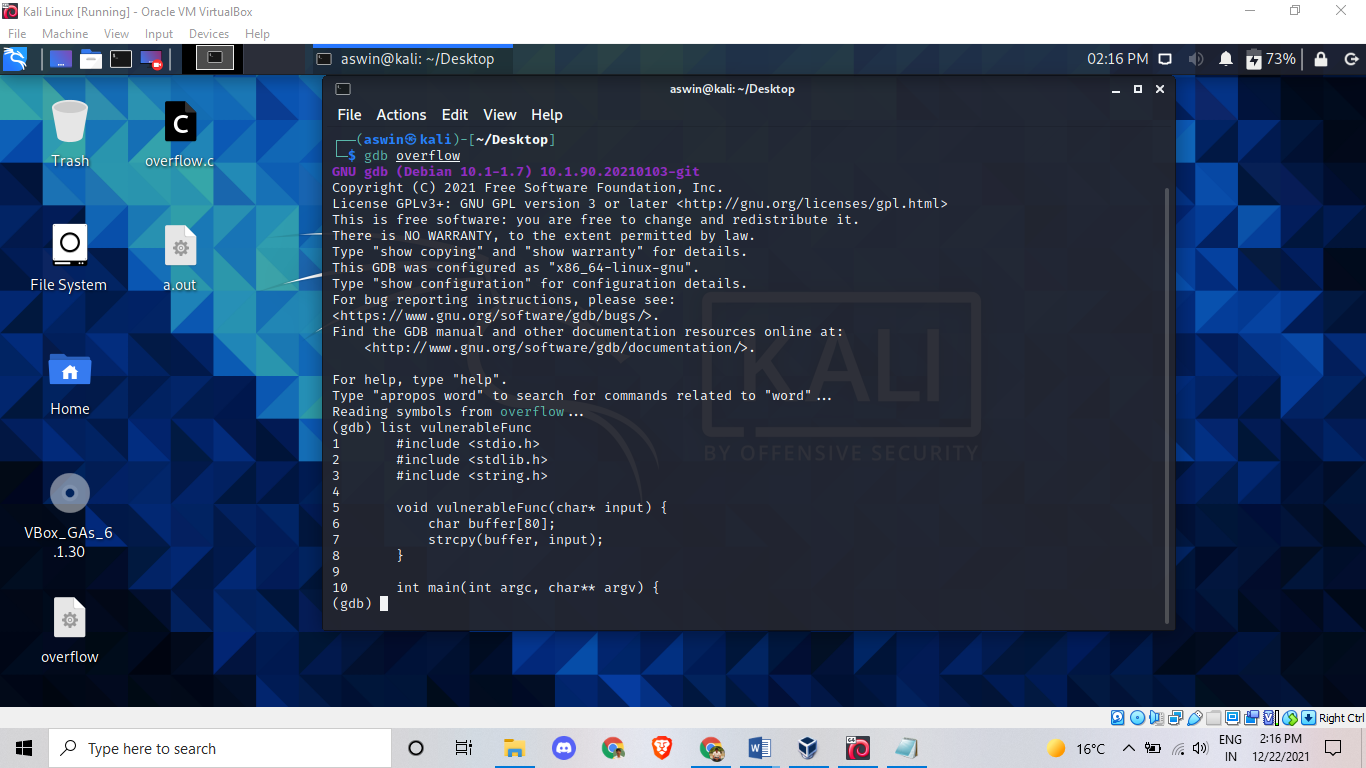 Kali Linux [Running] - Oracle VM VirtualBox
File Machine View Input Devices Help
aswin@kali: ~/Desktop
02:16 PM
73%
Trash
overflow.c
File System
a.out
Home
VBox_GAs_6
.1.30
overflow
aswin@kali: ~/Desktop
File Actions Edit View Help
┌──(aswin㉿kali)-[~/Desktop]
└─$ gdb overflow
GNU gdb (Debian 10.1-1.7) 10.1.90.20210103-git
Copyright (C) 2021 Free Software Foundation, Inc.
License GPLv3+: GNU GPL version 3 or later <http://gnu.org/licenses/gpl.html>
This is free software: you are free to change and redistribute it.
There is NO WARRANTY, to the extent permitted by law.
Type "show copying" and "show warranty" for details.
This GDB was configured as "x86_64-linux-gnu".
Type "show configuration" for configuration details.
For bug reporting instructions, please see:
<https://www.gnu.org/software/gdb/bugs/>.
Find the GDB manual and other documentation resources online at:
    <http://www.gnu.org/software/gdb/documentation/>.
For help, type "help".
Type "apropos word" to search for commands related to "word"...
Reading symbols from overflow...
(gdb) list vulnerableFunc
1       #include <stdio.h>
2       #include <stdlib.h>
3       #include <string.h>
4
5       void vulnerableFunc(char* input) {
6           char buffer[80];
7           strcpy(buffer, input);
8       }
9
10      int main(int argc, char** argv) {
(gdb)
KALI
BY OFFENSIVE SECURITY
Right Ctrl
Type here to search
16°C
ENG
IN
2:16 PM
12/22/2021